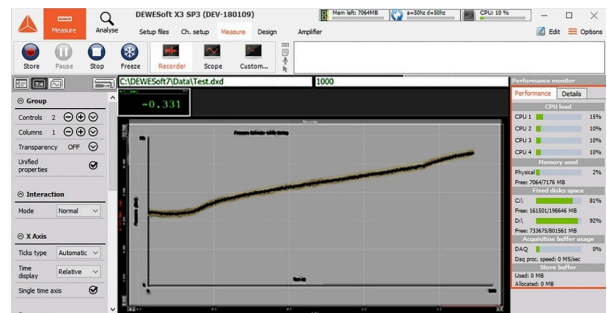 DEWESoft X3 SP3 (DEV-180109)
Mem left: 7064MB
a=50hz d=50hz
CPU: 10 %
Measure
Analyse
Setup files Ch. setup Measure Design Amplifier
Edit Options
Store Pause Stop Freeze Recorder Scope Custom...
C:\DEWESoft7\Data\Test.dxd
1000
Performance monitor
Performance Details
Group
-0.331
CPU load
Controls 2
CPU 1 15%
Columns 1
CPU 2 10%
Transparency OFF
CPU 3 10%
CPU 4 10%
Unified
properties
Memory used
Physical 2%
Free: 7064/7176 MB
Interaction
Fixed disks space
Mode Normal
C:\ 81%
Free: 161501/198646 MB
D:\ 92%
Free: 733675/801561 MB
X Axis
Acquisition buffer usage
Ticks type Automatic
DAQ 0%
Daq proc. speed: 0 MS/sec
Time
display Relative
Store buffer
Used: 0 MB
Allocated: 0 MB
Single time axis